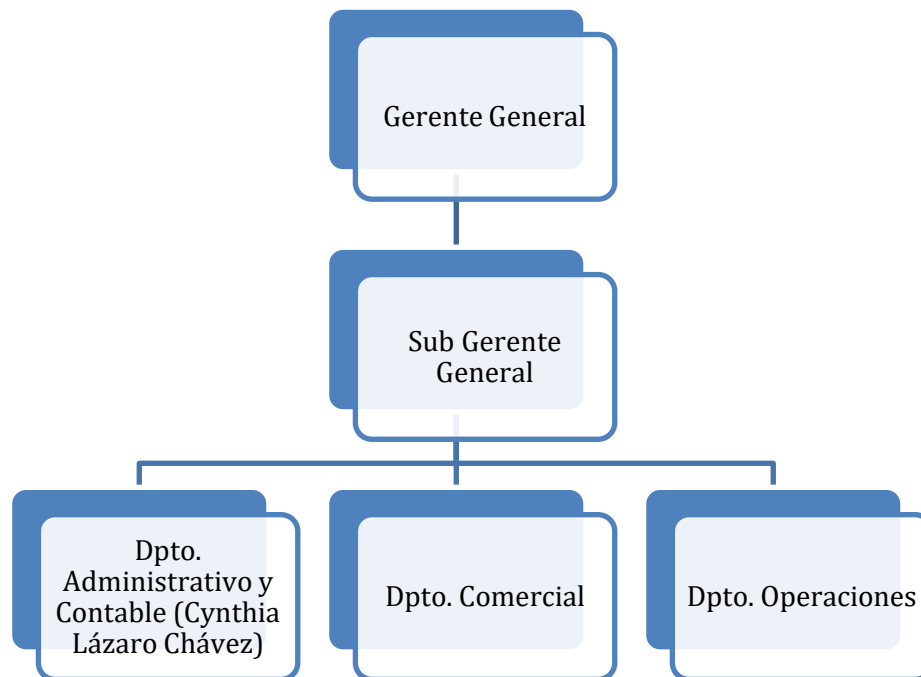 Gerente General
Sub Gerente
General
Dpto.
Administrativo y
Contable (Cynthia
Lázaro Chávez)
Dpto. Comercial
Dpto. Operaciones